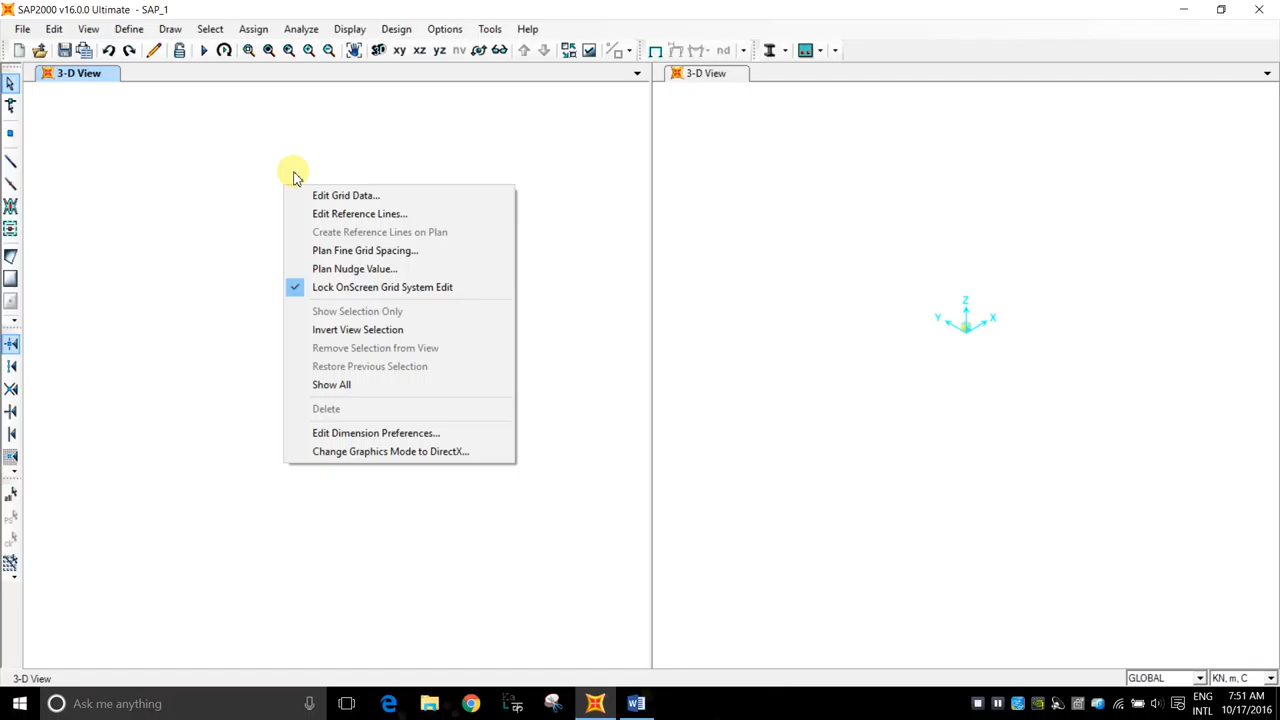 SAP2000 v16.0.0 Ultimate - SAP_1
File Edit View Define Draw Select Assign Analyze Display Design Options Tools Help
3-D xy xz yz nv nd
3-D View
3-D View
Edit Grid Data...
Edit Reference Lines...
Create Reference Lines on Plan
Plan Fine Grid Spacing...
Plan Nudge Value...
Lock OnScreen Grid System Edit
Show Selection Only
Invert View Selection
Remove Selection from View
Restore Previous Selection
Show All
Delete
Edit Dimension Preferences...
Change Graphics Mode to DirectX...
Z
Y X
PS
clr
3-D View
GLOBAL
KN, m, C
Ask me anything
ENG
INTL
7:51 AM
10/17/2016